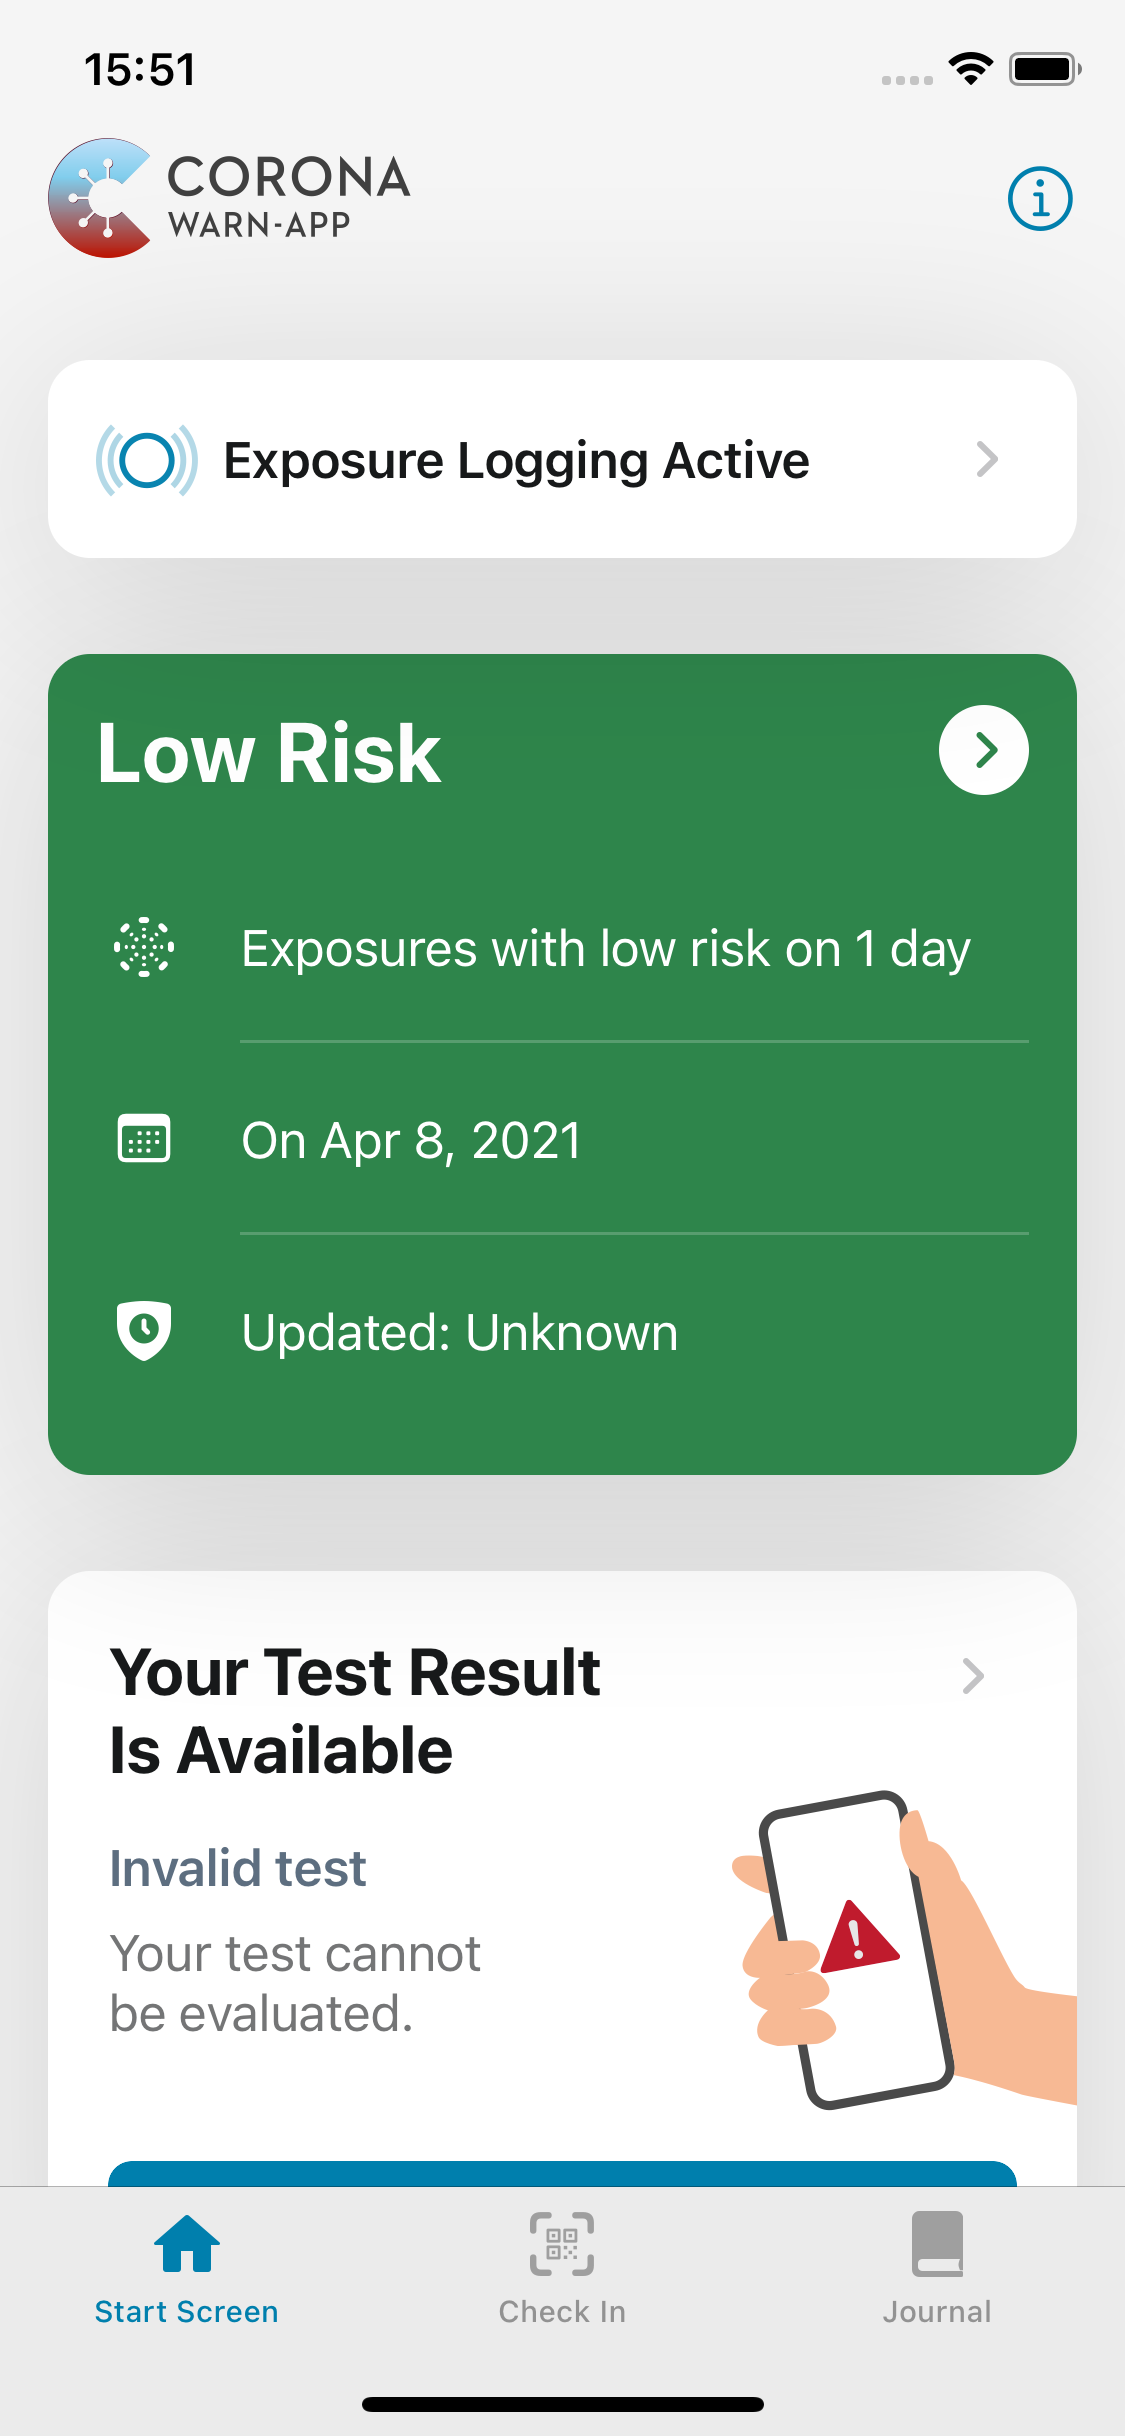 15:51
CORONA
WARN-APP
Exposure Logging Active
Low Risk
Exposures with low risk on 1 day
On Apr 8, 2021
Updated: Unknown
Your Test Result
Is Available
Invalid test
Your test cannot
be evaluated.
Start Screen
Check In
Journal